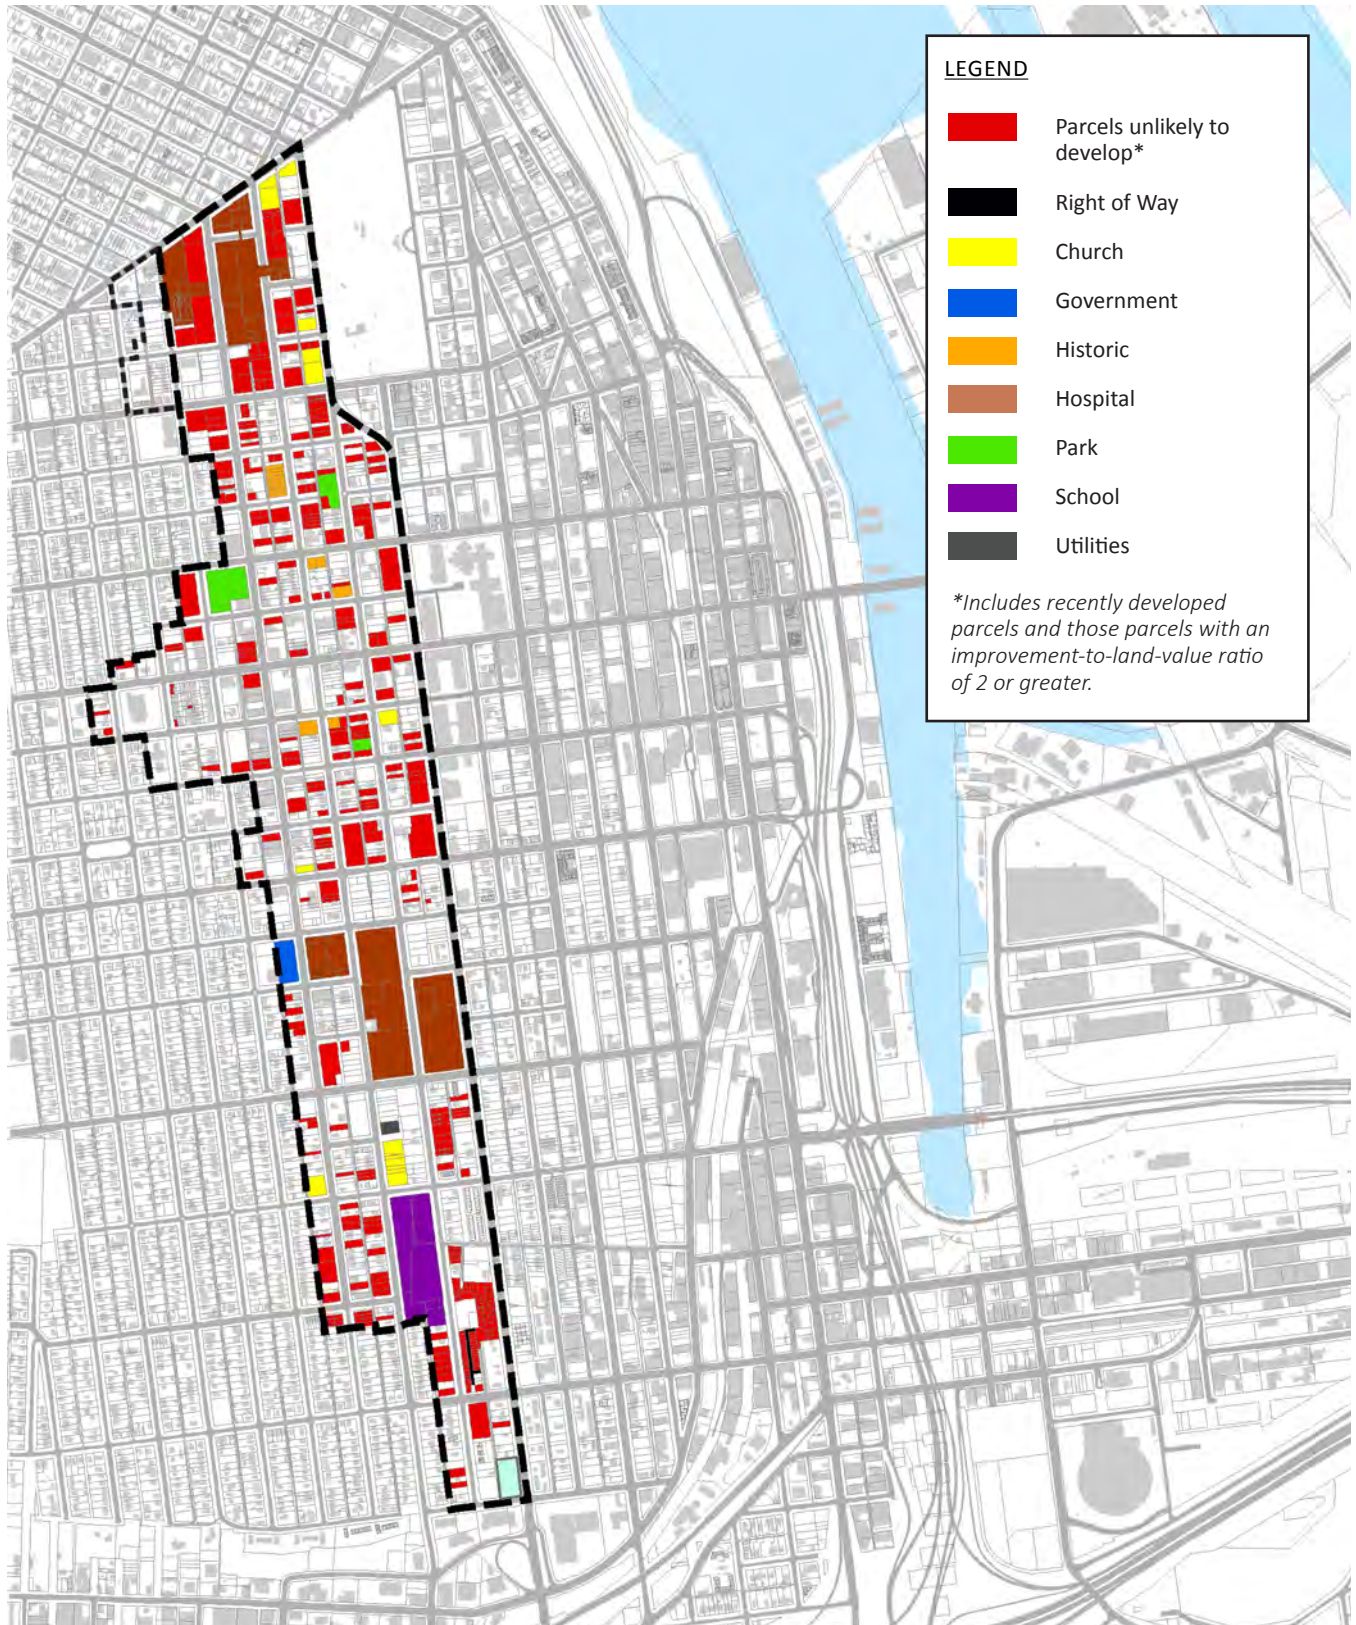 LEGEND
Parcels unlikely to
develop*
Right of Way
Church
Government
Historic
Hospital
Park
School
Utilities
*Includes recently developed
parcels and those parcels with an
improvement-to-land-value ratio
of 2 or greater.